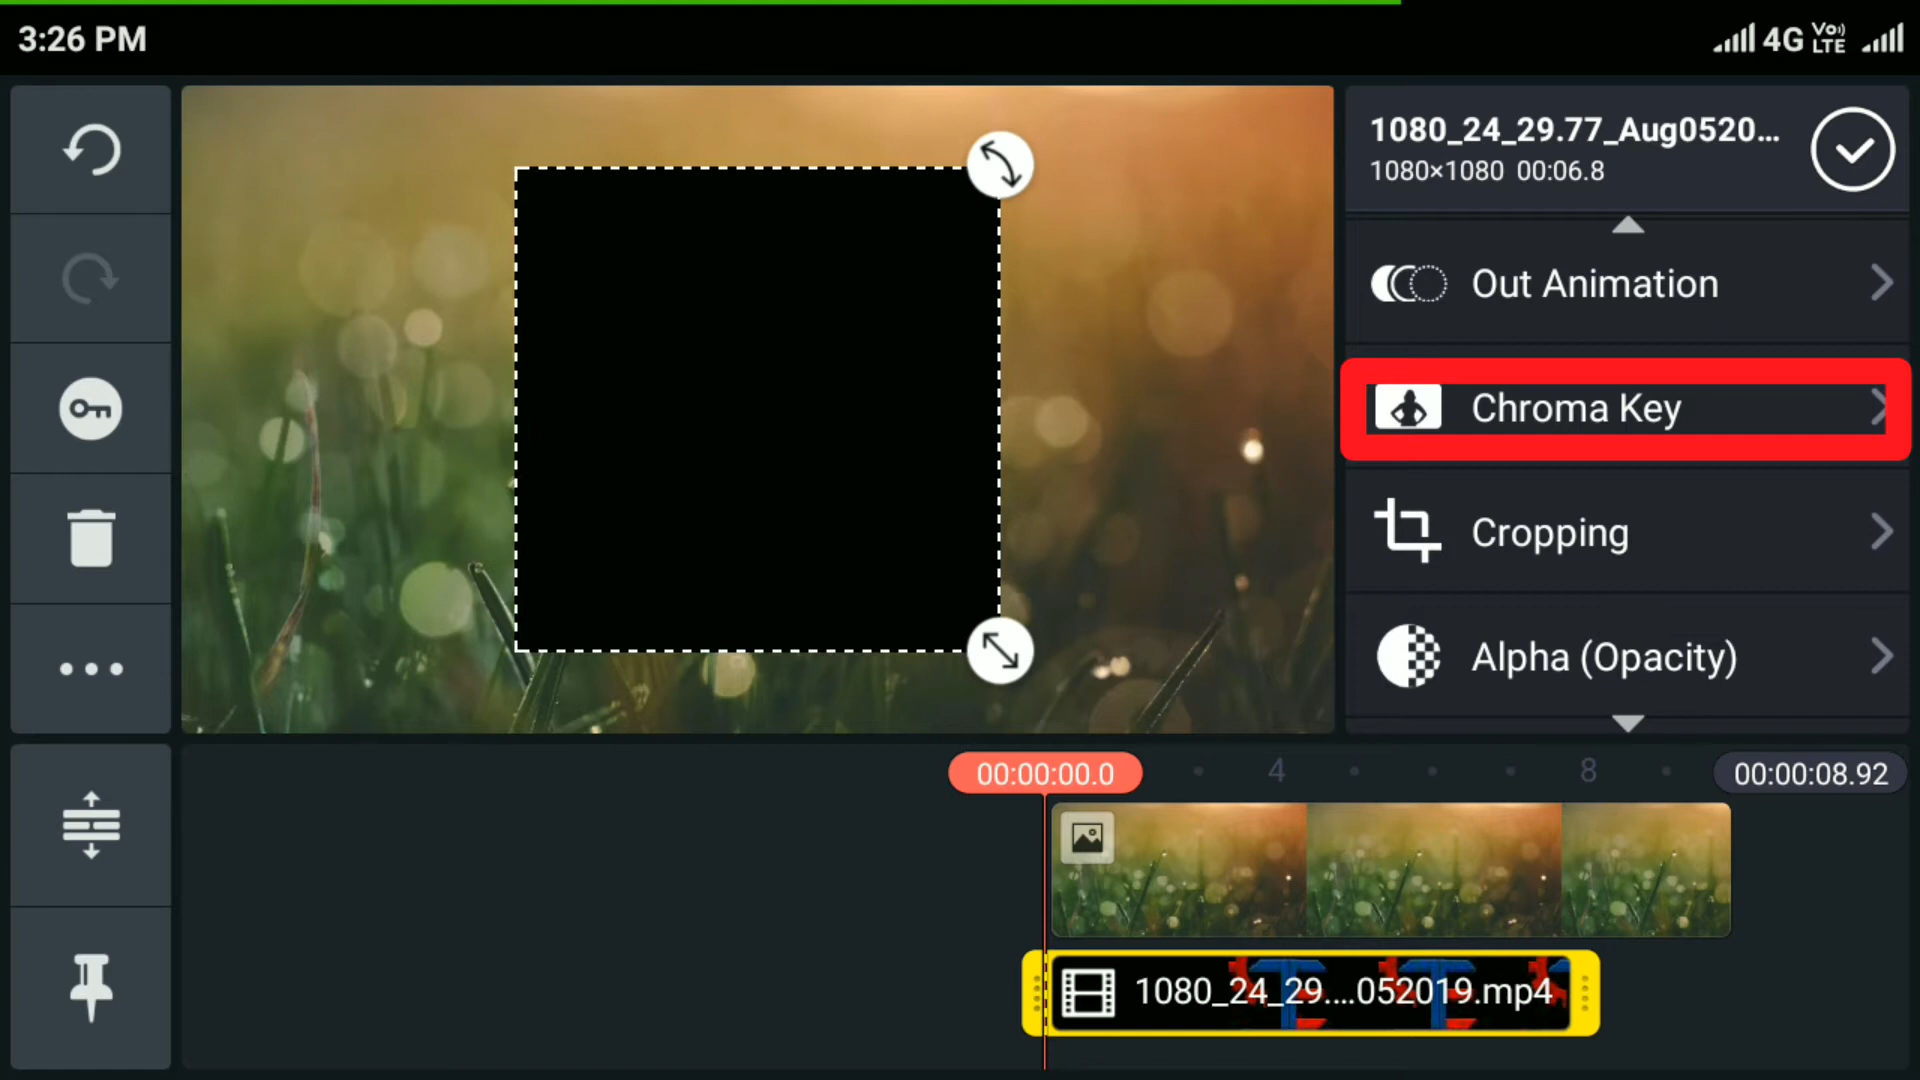 3:26 PM
4G VoLTE
1080_24_29.77_Aug0520...
1080×1080 00:06.8
Out Animation
Chroma Key
Cropping
Alpha (Opacity)
00:00:00.0
4
8
00:00:08.92
1080_24_29....052019.mp4